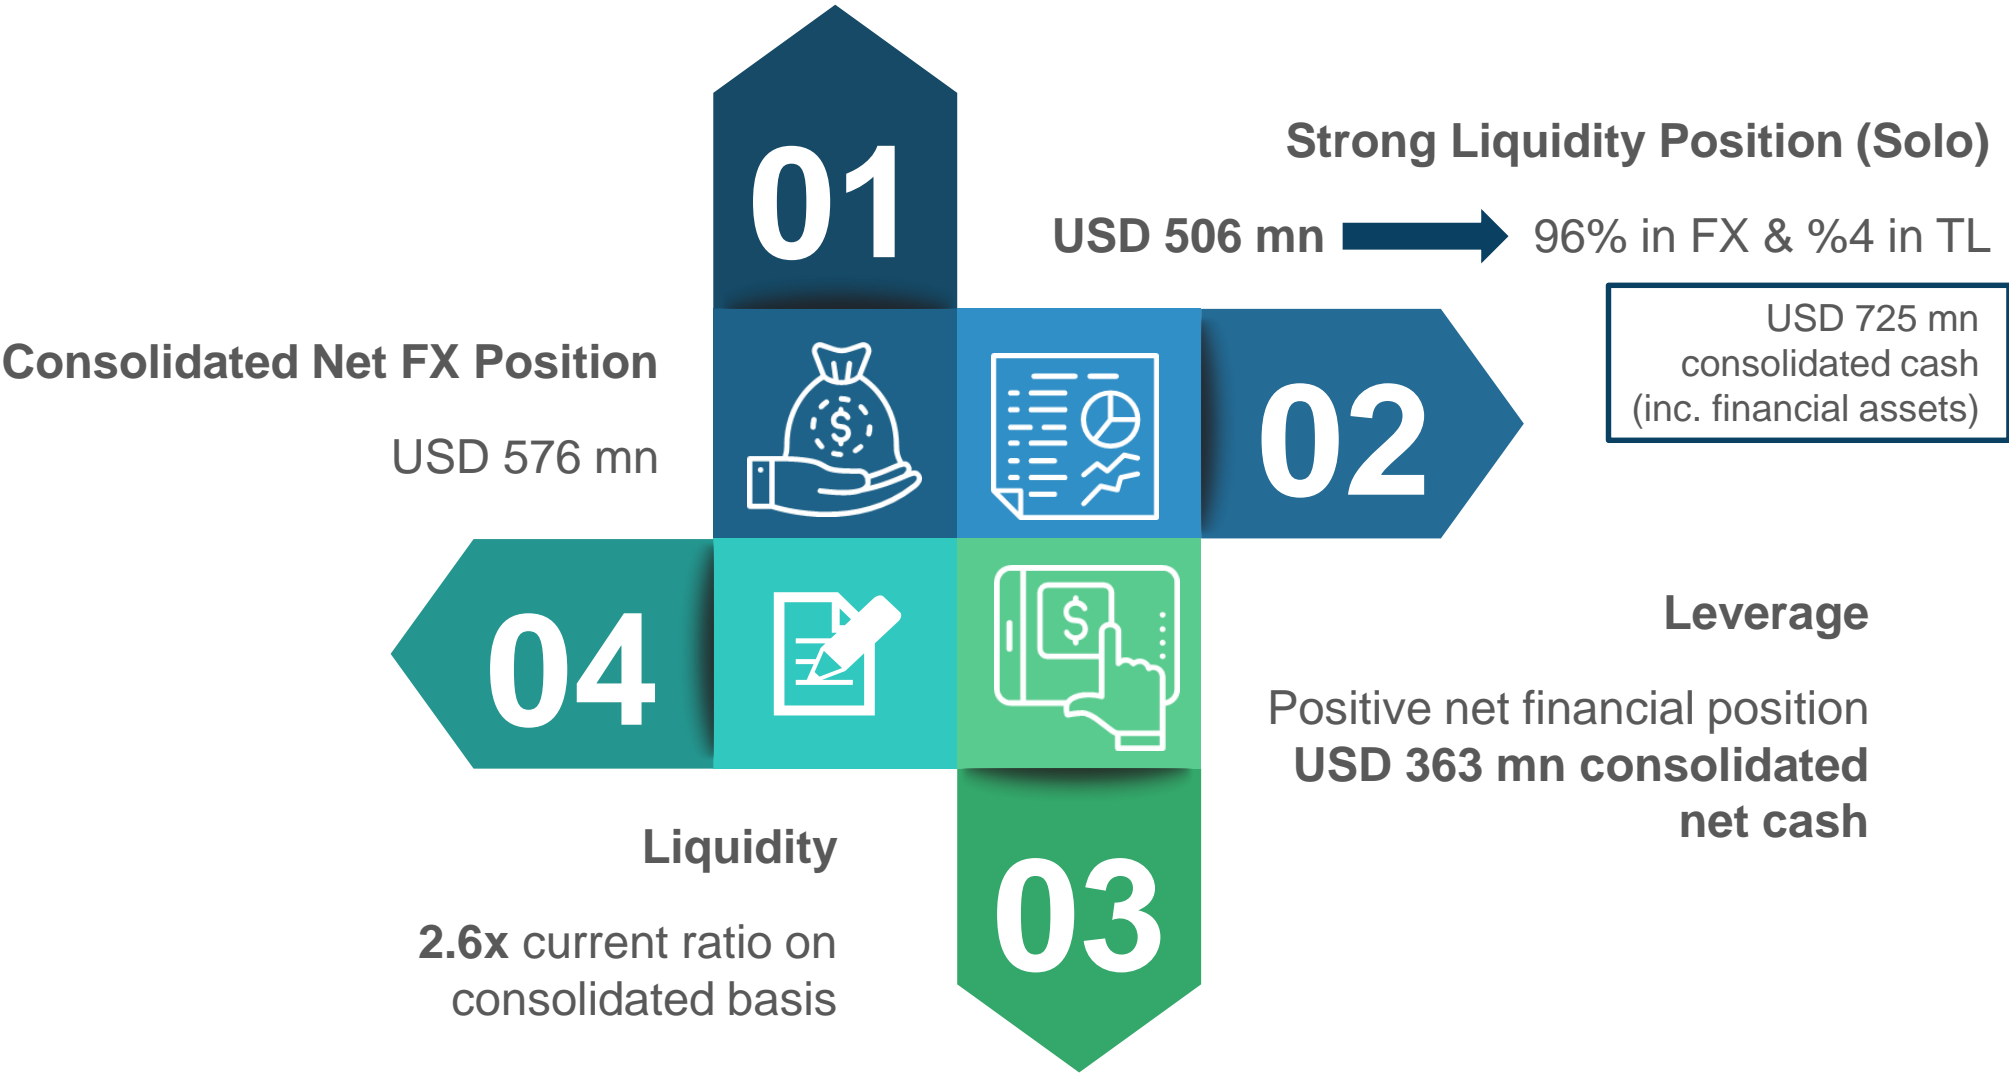 01
Consolidated Net FX Position
USD 576 mn
02
Strong Liquidity Position (Solo)
USD 506 mn 96% in FX & %4 in TL
USD 725 mn
consolidated cash
(inc. financial assets)
$
03
Leverage
Positive net financial position
USD 363 mn consolidated
net cash
$
04
Liquidity
2.6x current ratio on
consolidated basis